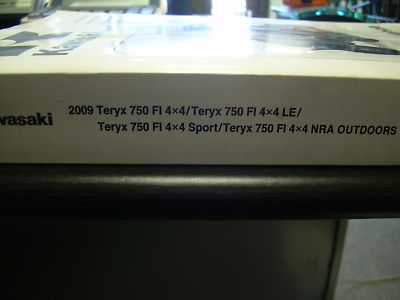 wasaki
2009 Teryx 750 FI 4×4/Teryx 750 FI 4×4 LE/
Teryx 750 FI 4×4 Sport/Teryx 750 FI 4×4 NRA OUTDOORS